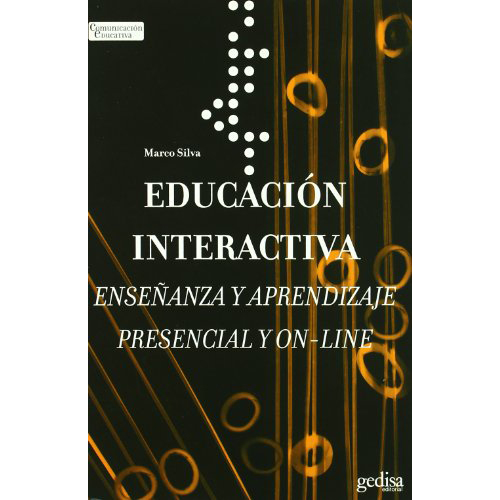 Comunicación
Educativa
Marco Silva
EDUCACIÓN
INTERACTIVA
ENSEÑANZA Y APRENDIZAJE
PRESENCIAL Y ON-LINE
gedisa
editorial